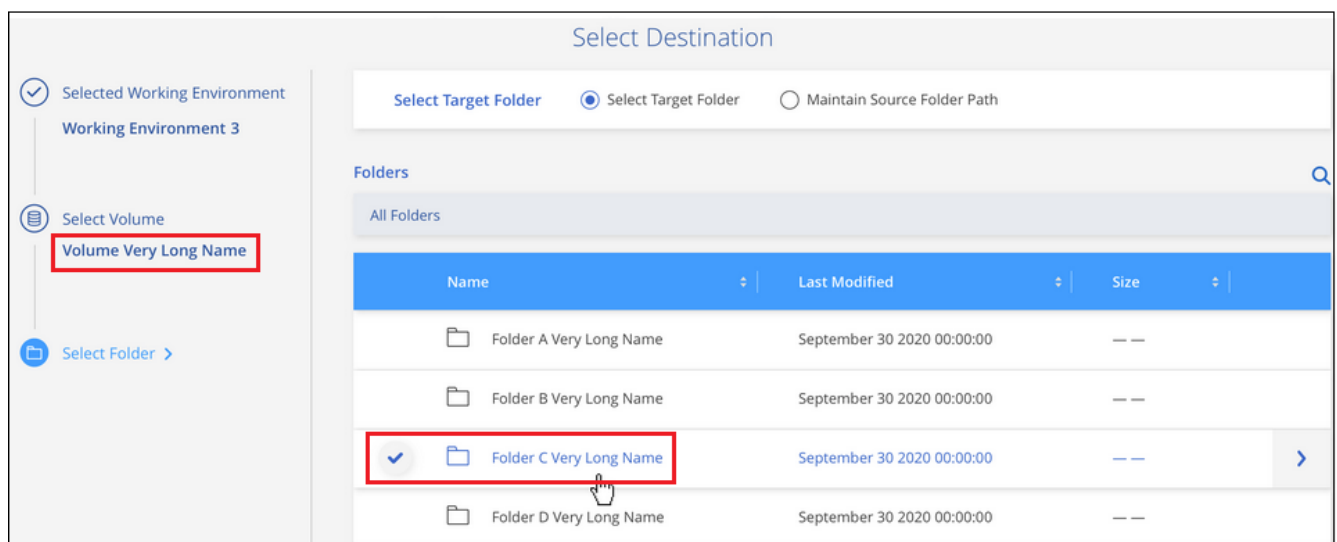 Select Destination
Selected Working Environment
Working Environment 3
Select Volume
Volume Very Long Name
Select Folder >
Select Target Folder Select Target Folder Maintain Source Folder Path
Folders
All Folders
Name Last Modified Size
Folder A Very Long Name September 30 2020 00:00:00 — —
Folder B Very Long Name September 30 2020 00:00:00 — —
Folder C Very Long Name September 30 2020 00:00:00 — —
Folder D Very Long Name September 30 2020 00:00:00 — —